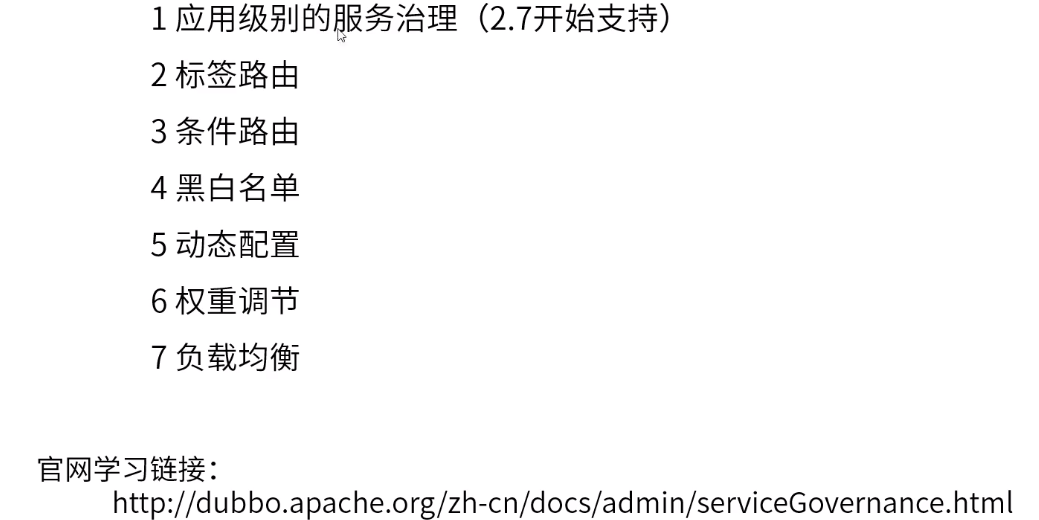 1 应用级别的服务治理（2.7开始支持）
2 标签路由
3 条件路由
4 黑白名单
5 动态配置
6 权重调节
7 负载均衡
官网学习链接：
http://dubbo.apache.org/zh-cn/docs/admin/serviceGovernance.html